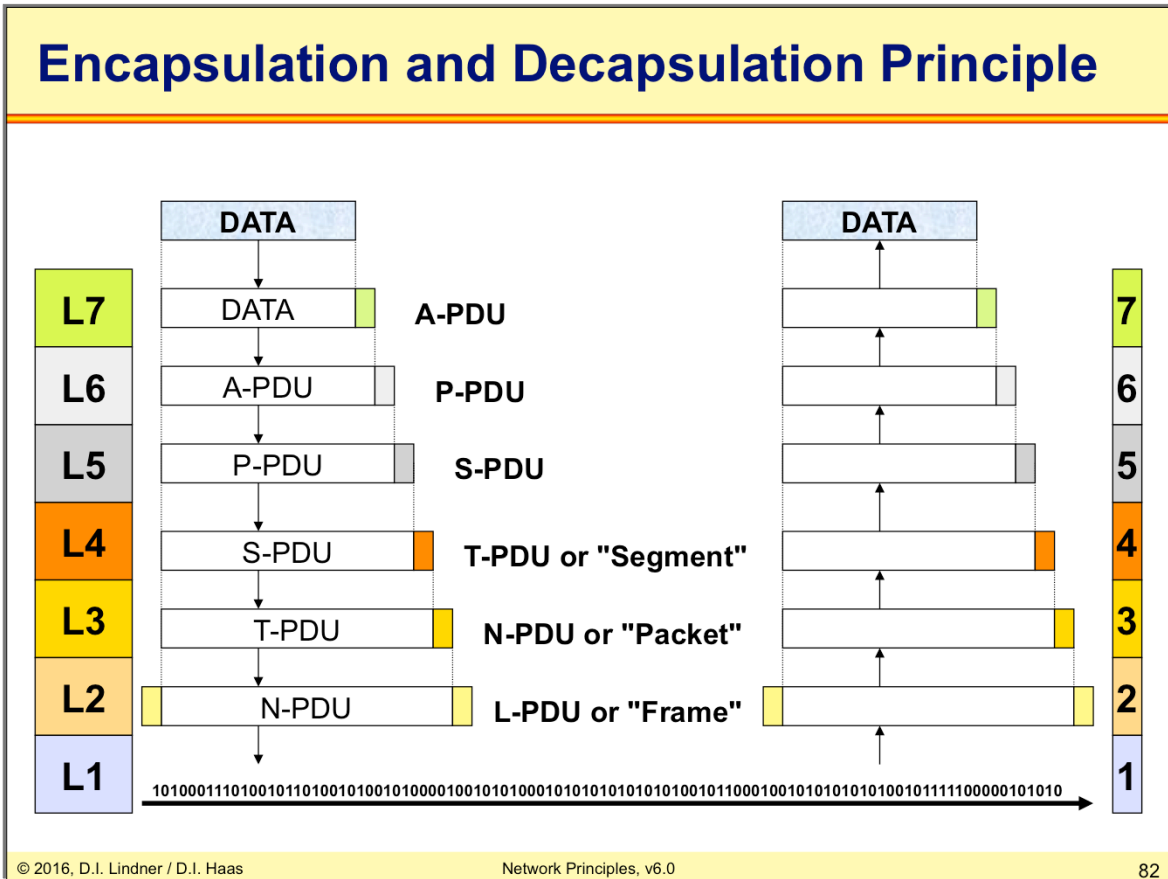 Encapsulation and Decapsulation Principle
DATA
DATA
L7
DATA
A-PDU
7
L6
A-PDU
P-PDU
6
L5
P-PDU
S-PDU
5
L4
S-PDU
T-PDU or "Segment"
4
L3
T-PDU
N-PDU or "Packet"
3
L2
N-PDU
L-PDU or "Frame"
2
L1
1
© 2016, D.I. Lindner / D.I. Haas
Network Principles, v6.0
82